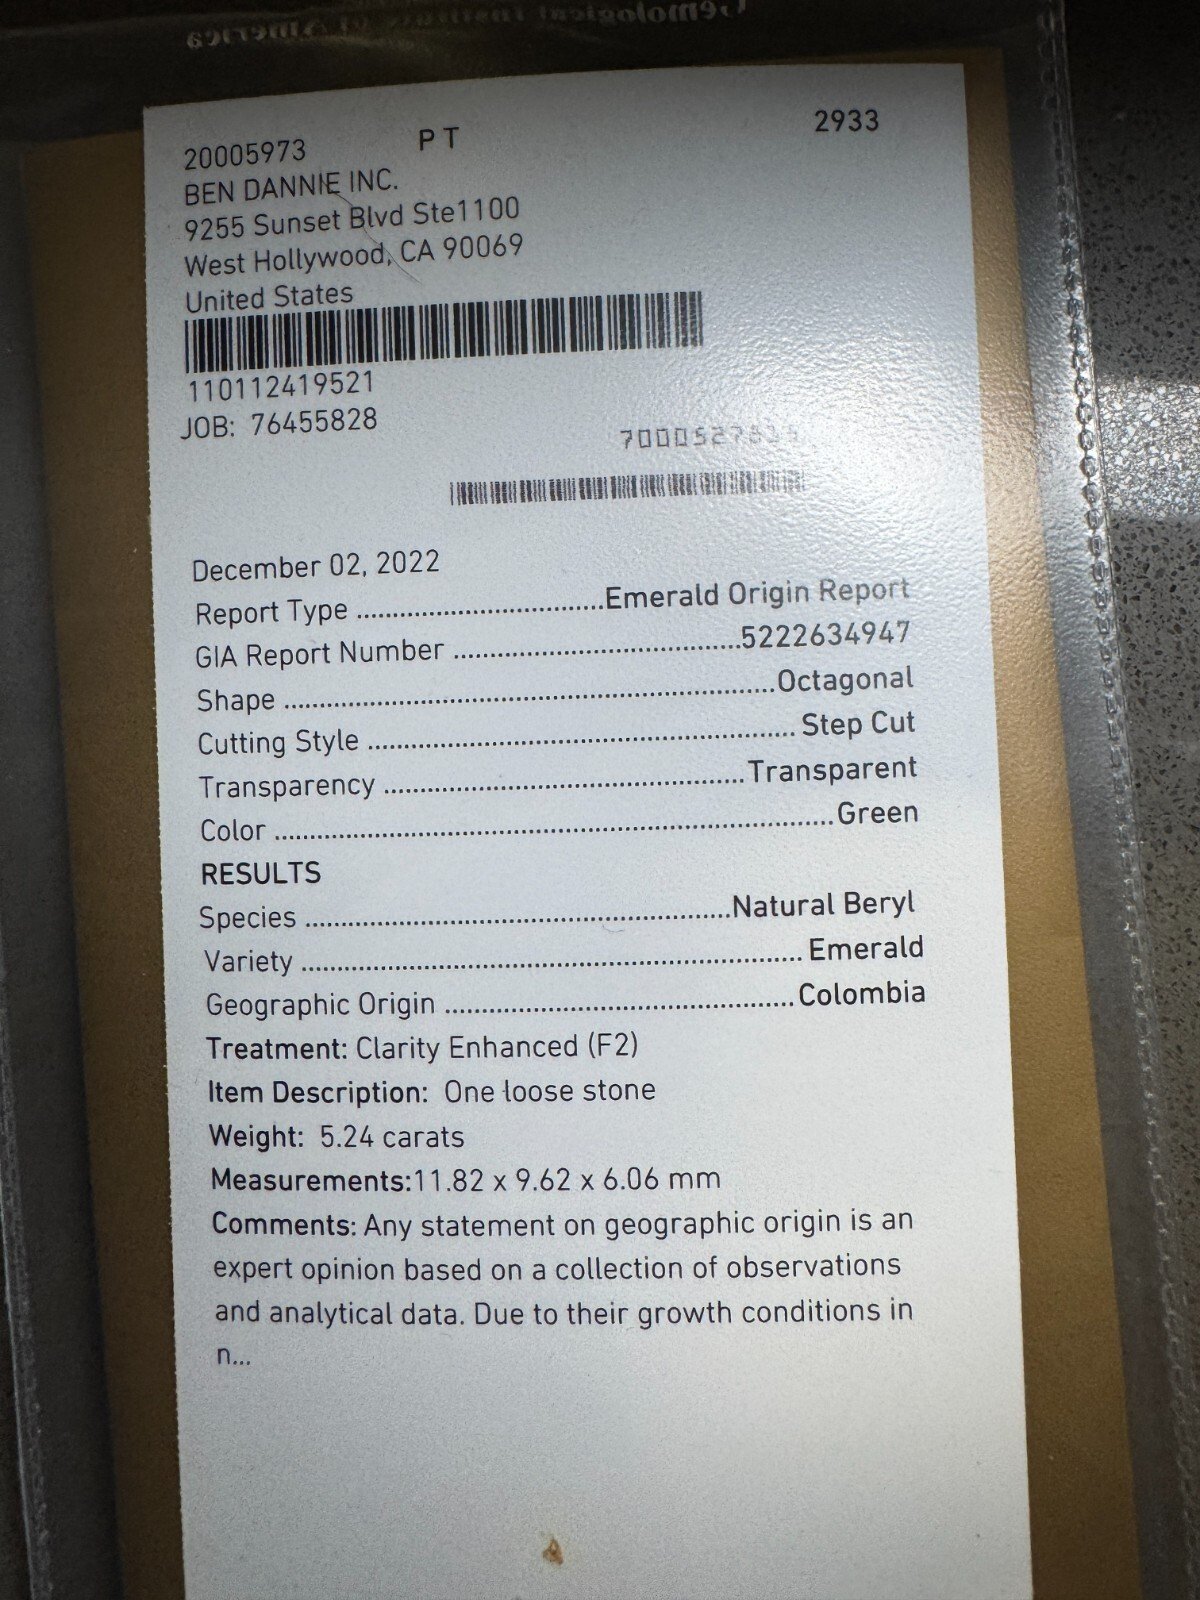 Gemological Institute of America
20005973 P T 2933
BEN DANNIE INC.
9255 Sunset Blvd Ste1100
West Hollywood, CA 90069
United States
110112419521
JOB: 76455828
December 02, 2022
Report Type ..............................Emerald Origin Report
GIA Report Number ...................................5222634947
Shape ............................................................Octagonal
Cutting Style .................................................... Step Cut
Transparency ............................................Transparent
Color ....................................................................Green
RESULTS
Species ....................................................Natural Beryl
Variety ............................................................. Emerald
Geographic Origin .......................................... Colombia
Treatment: Clarity Enhanced (F2)
Item Description: One loose stone
Weight: 5.24 carats
Measurements:11.82 x 9.62 x 6.06 mm
Comments: Any statement on geographic origin is an
expert opinion based on a collection of observations
and analytical data. Due to their growth conditions in
n...